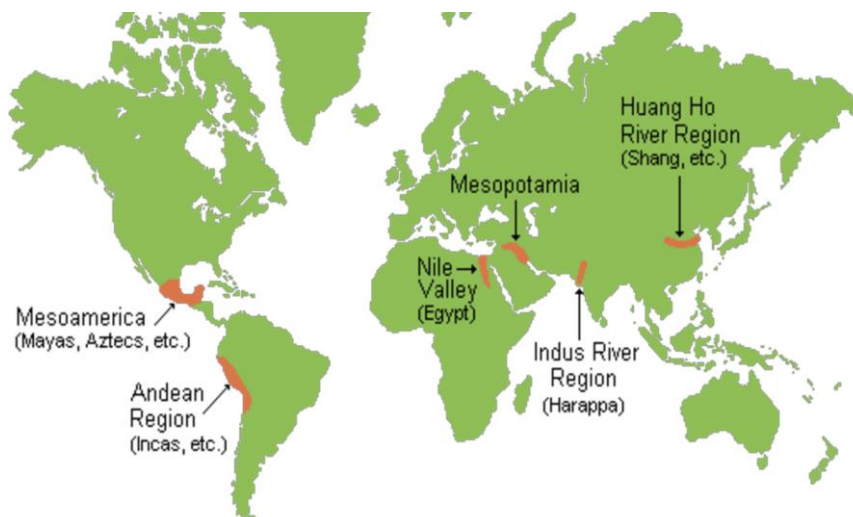 Huang Ho
River Region
(Shang, etc.)
Mesopotamia
Nile
Valley
(Egypt)
Mesoamerica
(Mayas, Aztecs, etc.)
Indus River
Region
(Harappa)
Andean
Region
(Incas, etc.)